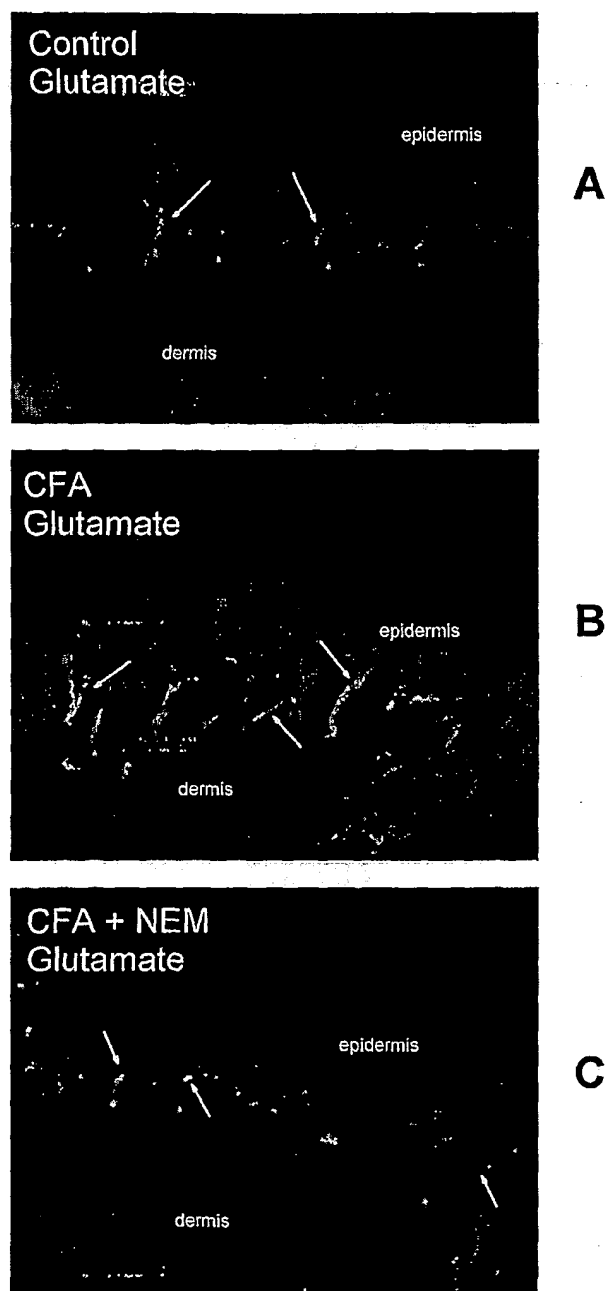 Control
Glutamate
epidermis
A
dermis
CFA
Glutamate
epidermis
B
dermis
CFA + NEM
Glutamate
epidermis
C
dermis